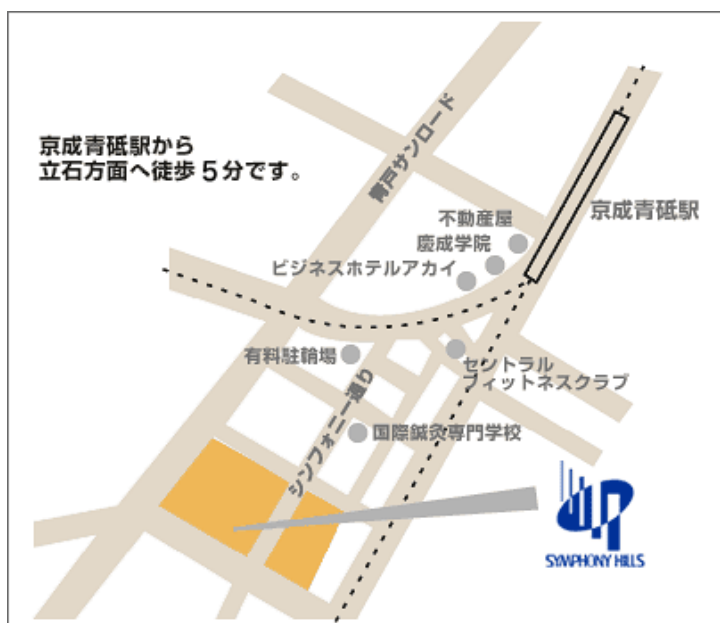 京成青砥駅から
立石方面へ徒歩5分です。
青戸サンロード
京成青砥駅
不動産屋
慶成学院
ビジネスホテルアカイ
有料駐輪場
セントラル
フィットネスクラブ
シンフォニー通り
国際鍼灸専門学校
SYMPHONY HILLS